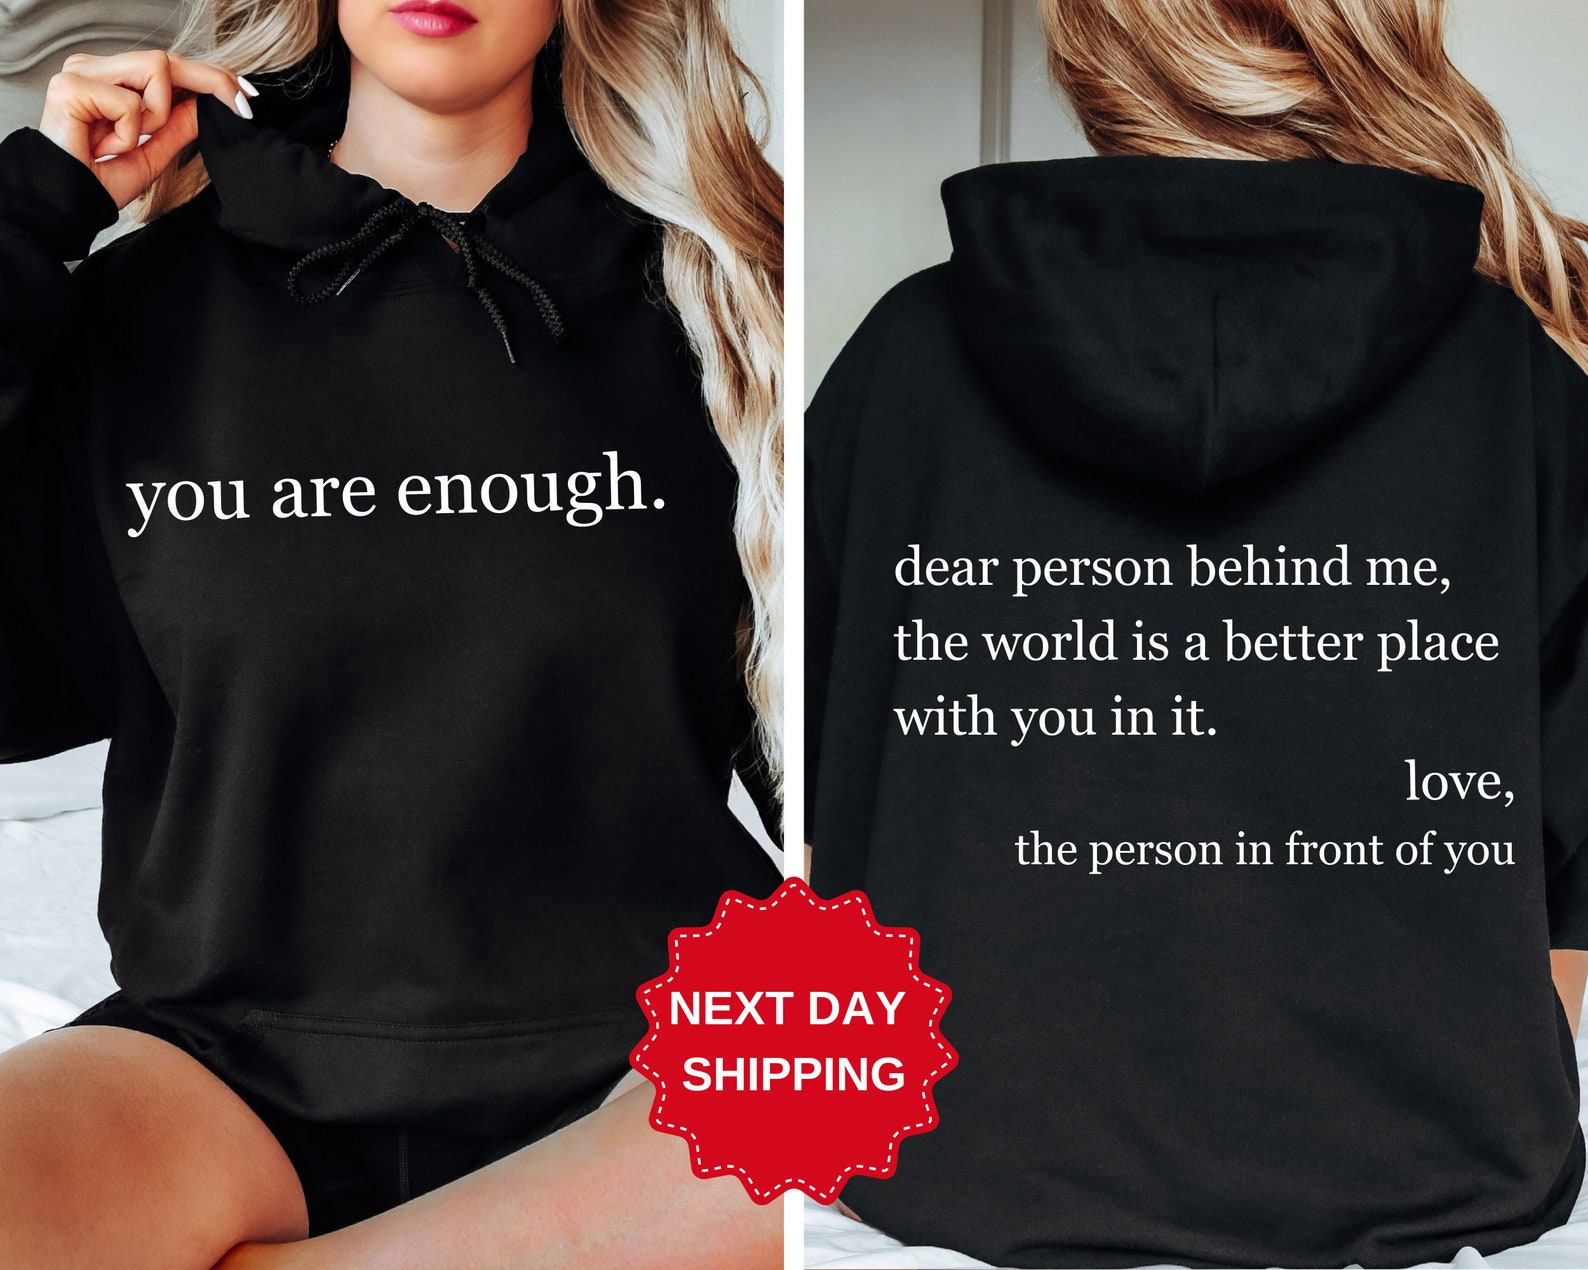 you are enough.
dear person behind me,
the world is a better place
with you in it.
love,
the person in front of you
NEXT DAY
SHIPPING